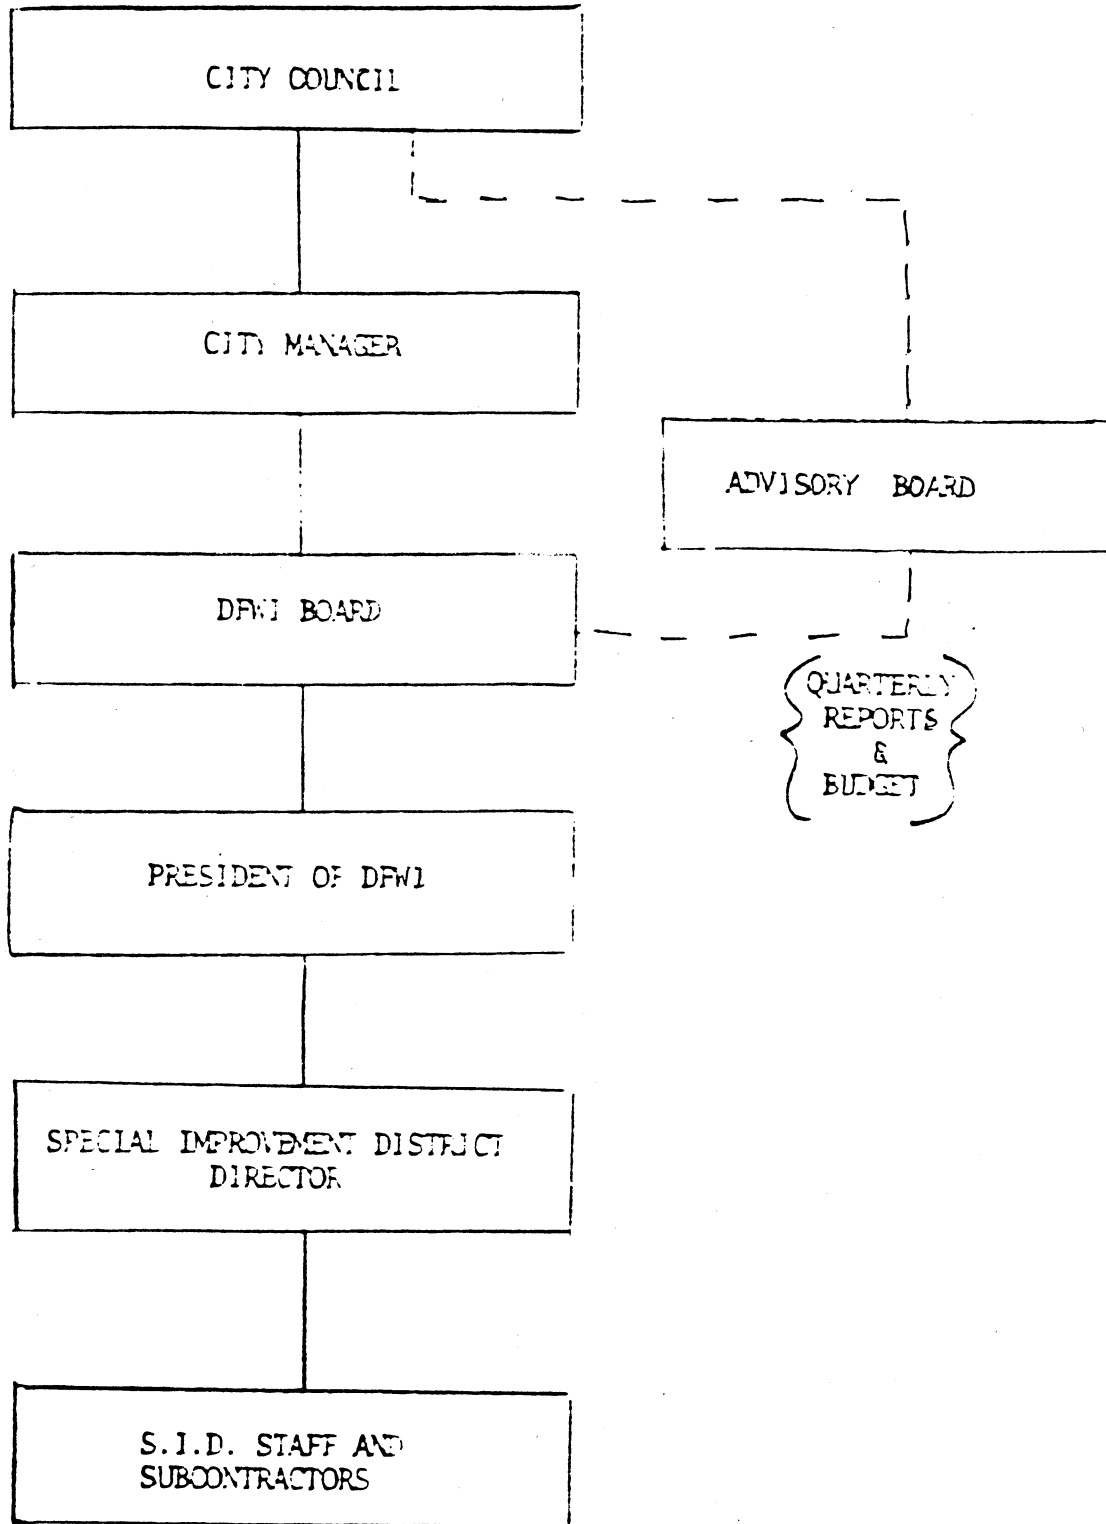 CITY COUNCIL
CITY MANAGER
ADVISORY BOARD
DFWI BOARD
QUARTERLY
REPORTS
&
BUDGET
PRESIDENT OF DFWI
SPECIAL IMPROVEMENT DISTRICT
DIRECTOR
S.I.D. STAFF AND
SUBCONTRACTORS